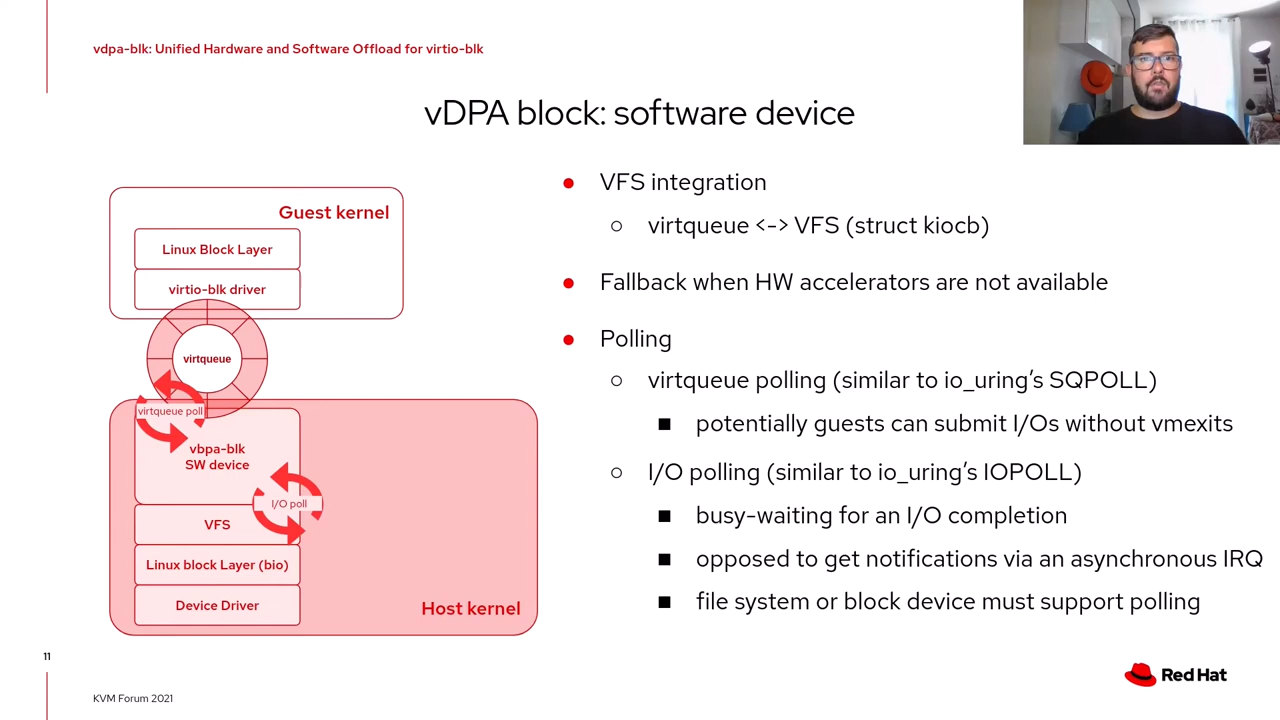 vdpa-blk: Unified Hardware and Software Offload for virtio-blk
vDPA block: software device
Guest kernel
Linux Block Layer
virtio-blk driver
virtqueue
virtqueue poll
vbpa-blk
SW device
I/O poll
VFS
Linux block Layer (bio)
Device Driver
Host kernel
● VFS integration
○ virtqueue <-> VFS (struct kiocb)
● Fallback when HW accelerators are not available
● Polling
○ virtqueue polling (similar to io_uring’s SQPOLL)
■ potentially guests can submit I/Os without vmexits
○ I/O polling (similar to io_uring’s IOPOLL)
■ busy-waiting for an I/O completion
■ opposed to get notifications via an asynchronous IRQ
■ file system or block device must support polling
11
KVM Forum 2021
Red Hat